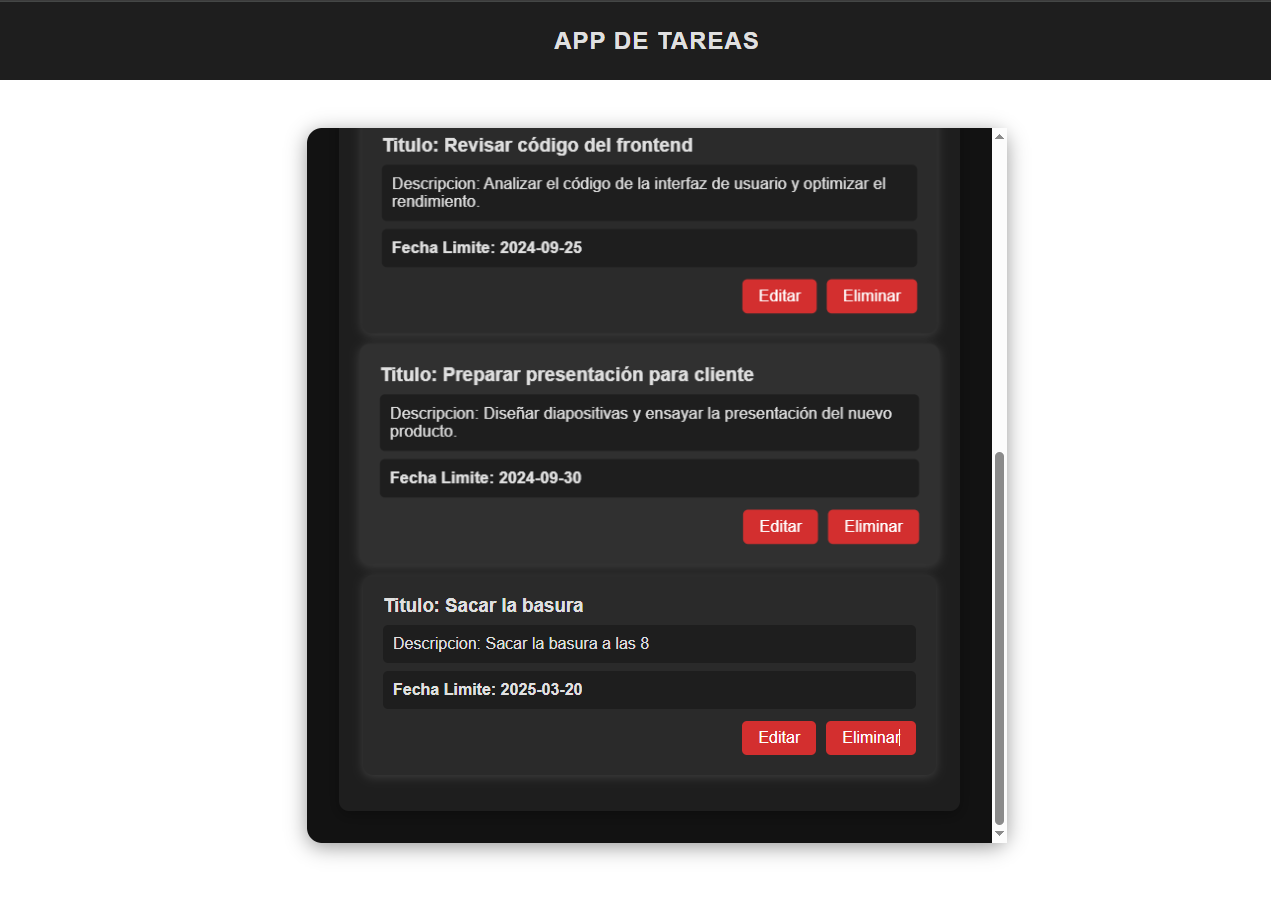 APP DE TAREAS
Titulo: Revisar código del frontend
Descripcion: Analizar el código de la interfaz de usuario y optimizar el
rendimiento.
Fecha Limite: 2024-09-25
Editar Eliminar
Titulo: Preparar presentación para cliente
Descripcion: Diseñar diapositivas y ensayar la presentación del nuevo
producto.
Fecha Limite: 2024-09-30
Editar Eliminar
Titulo: Sacar la basura
Descripcion: Sacar la basura a las 8
Fecha Limite: 2025-03-20
Editar Eliminar